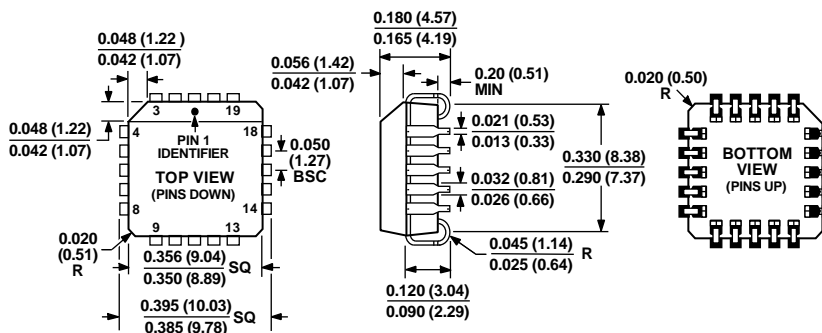 0.048 (1.22 )
0.042 (1.07)
0.048 (1.22)
0.042 (1.07)
3
19
4
18
PIN 1
IDENTIFIER
TOP VIEW
(PINS DOWN)
8
14
9
13
0.050
(1.27)
BSC
0.020
(0.51)
R
0.356 (9.04)
0.350 (8.89)
SQ
0.395 (10.03)
0.385 (9.78)
SQ
0.180 (4.57)
0.165 (4.19)
0.056 (1.42)
0.042 (1.07)
0.20 (0.51)
MIN
0.021 (0.53)
0.013 (0.33)
0.032 (0.81)
0.026 (0.66)
0.330 (8.38)
0.290 (7.37)
0.045 (1.14)
0.025 (0.64)
R
0.120 (3.04)
0.090 (2.29)
0.020 (0.50)
R
BOTTOM
VIEW
(PINS UP)